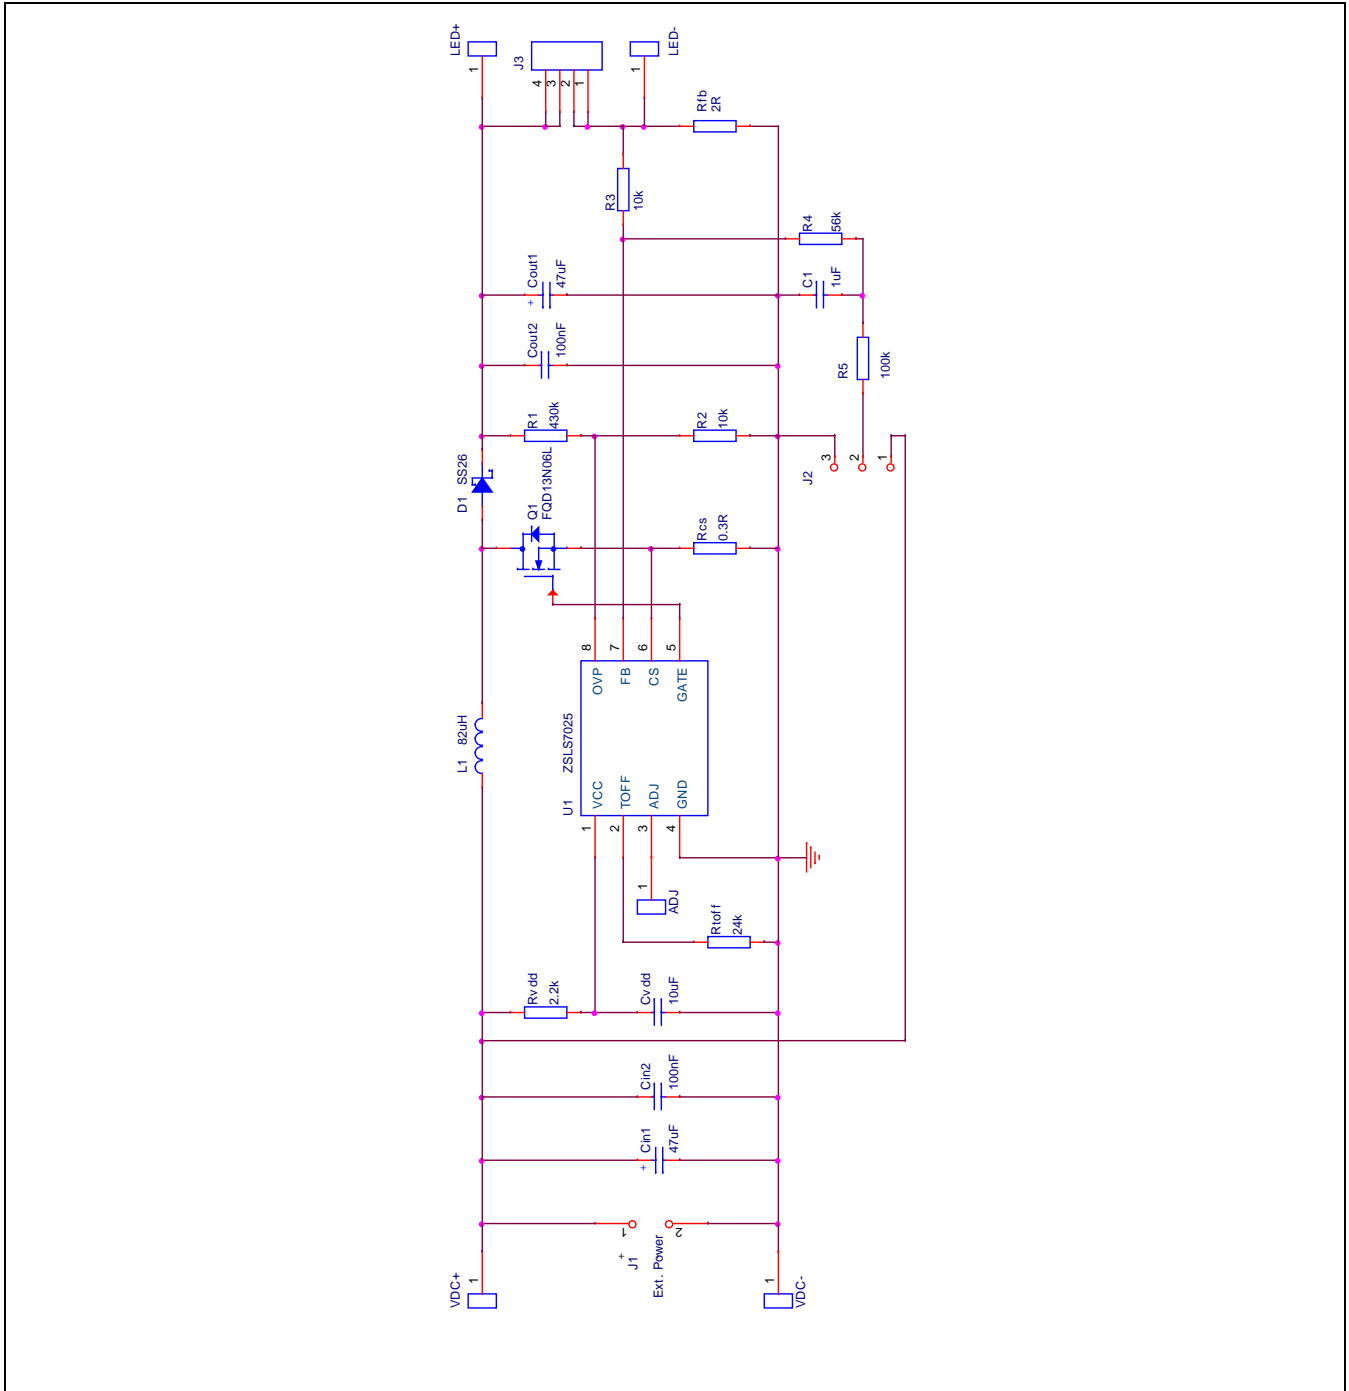 LED+
1
J3
4
3
2
1
LED-
1
Rfb
2R
R3
10k
R4
56k
+
Cout1
47uF
C1
1uF
Cout2
100nF
R5
100k
R1
430k
R2
10k
J2
3
2
1
D1
SS26
Q1
FQD13N06L
Rcs
0.3R
8
7
6
5
OVP
FB
CS
GATE
L1
82uH
U1
ZSLS7025
VCC
TOFF
ADJ
GND
1
2
3
4
1
ADJ
Rtoff
24k
Rvdd
2.2k
Cvdd
10uF
Cin2
100nF
+
Cin1
47uF
1
2
+
J1
Ext. Power
VDC+
1
VDC-
1